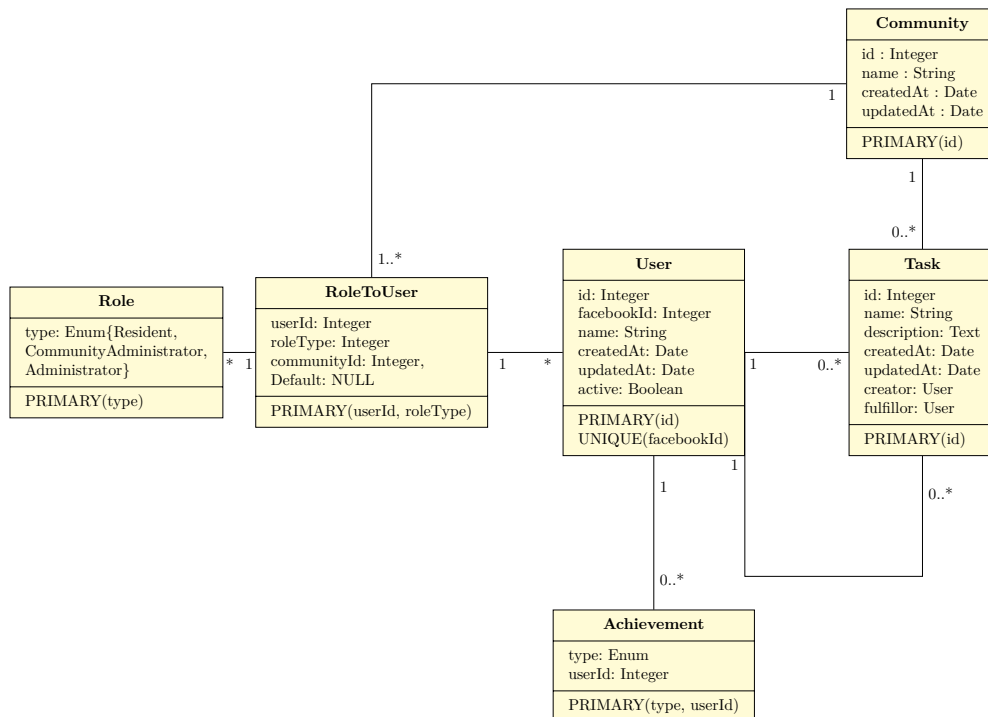 Community
id : Integer
name : String
createdAt : Date
updatedAt : Date
PRIMARY(id)
1
1
1..*
0..*
Role
type: Enum{Resident,
CommunityAdministrator,
Administrator}
PRIMARY(type)
*
1
RoleToUser
userId: Integer
roleType: Integer
communityId: Integer,
Default: NULL
PRIMARY(userId, roleType)
1
*
User
id: Integer
facebookId: Integer
name: String
createdAt: Date
updatedAt: Date
active: Boolean
PRIMARY(id)
UNIQUE(facebookId)
1
0..*
Task
id: Integer
name: String
description: Text
createdAt: Date
updatedAt: Date
creator: User
fulfillor: User
PRIMARY(id)
1
0..*
1
0..*
Achievement
type: Enum
userId: Integer
PRIMARY(type, userId)